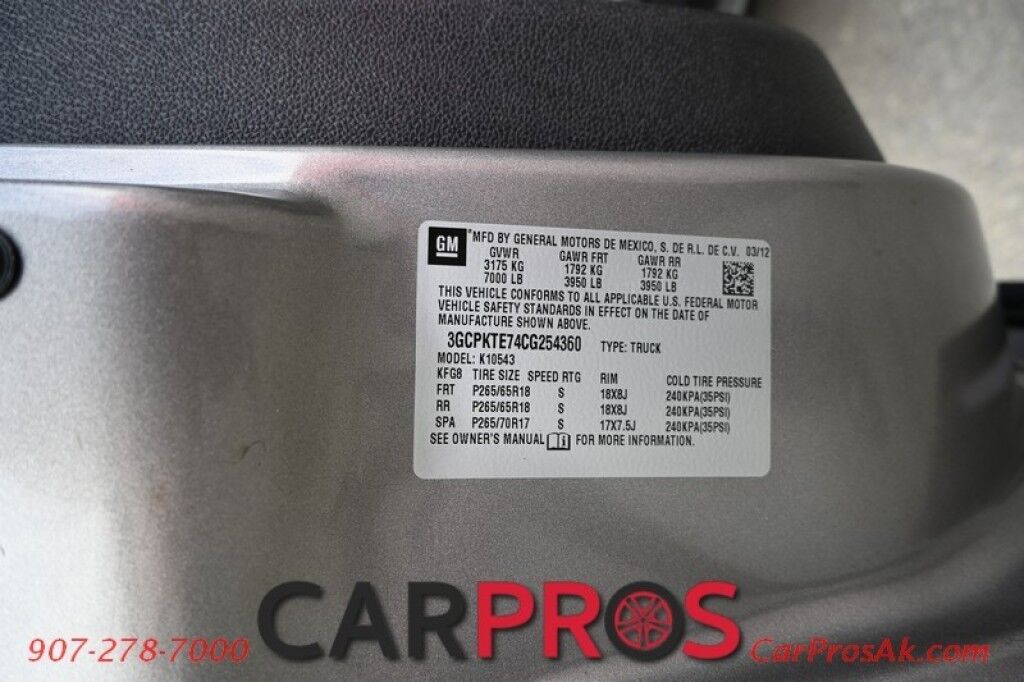 GM
*MFD BY GENERAL MOTORS DE MEXICO, S. DE R.L. DE C.V. 03/12
GVWR GAWR FRT GAWR RR
3175 KG 1792 KG 1792 KG
7000 LB 3950 LB 3950 LB
THIS VEHICLE CONFORMS TO ALL APPLICABLE U.S. FEDERAL MOTOR
VEHICLE SAFETY STANDARDS IN EFFECT ON THE DATE OF
MANUFACTURE SHOWN ABOVE.
3GCPKTE74CG254360 TYPE: TRUCK
MODEL: K10543
KFG8 TIRE SIZE SPEED RTG RIM COLD TIRE PRESSURE
FRT P265/65R18 S 18X8J 240KPA(35PSI)
RR P265/65R18 S 18X8J 240KPA(35PSI)
SPA P265/70R17 S 17X7.5J 240KPA(35PSI)
SEE OWNER'S MANUAL FOR MORE INFORMATION.
CARPROS
907-278-7000 CarProsAk.com